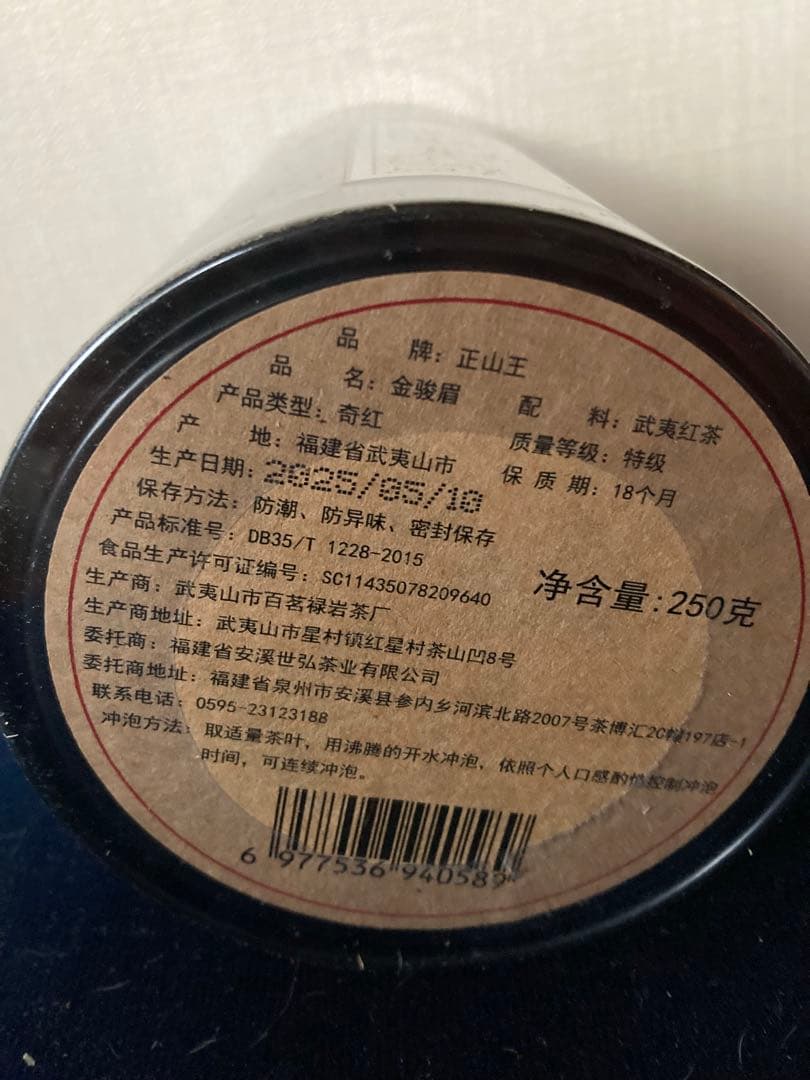 品 牌：正山王
品 名：金骏眉
配 料：武夷红茶
产品类型：奇红
质量等级：特级
产 地：福建省武夷山市
保 质 期：18个月
生产日期：2025/05/10
保存方法：防潮、防异味、密封保存
产品标准号：DB35/T 1228-2015
食品生产许可证编号：SC11435078209640
净含量:250克
生产商：武夷山市百茗禄岩茶厂
生产商地址：武夷山市星村镇红星村茶山凹8号
委托商：福建省安溪世弘茶业有限公司
委托商地址：福建省泉州市安溪县参内乡河滨北路2007号茶博汇2C幢197店-1
联系电话：0595-23123188
冲泡方法：取适量茶叶，用沸腾的开水冲泡，依照个人口感酌情控制冲泡
时间，可连续冲泡。
6 977536 940589